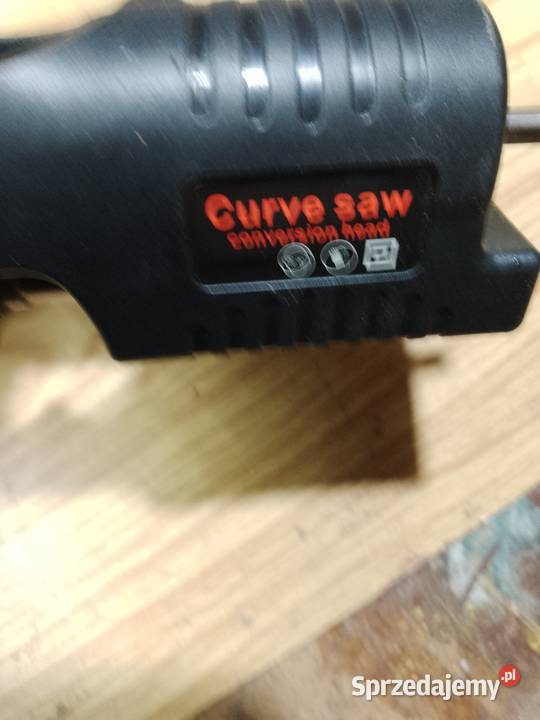 Curve saw
conversion head
Sprzedajemy.pl